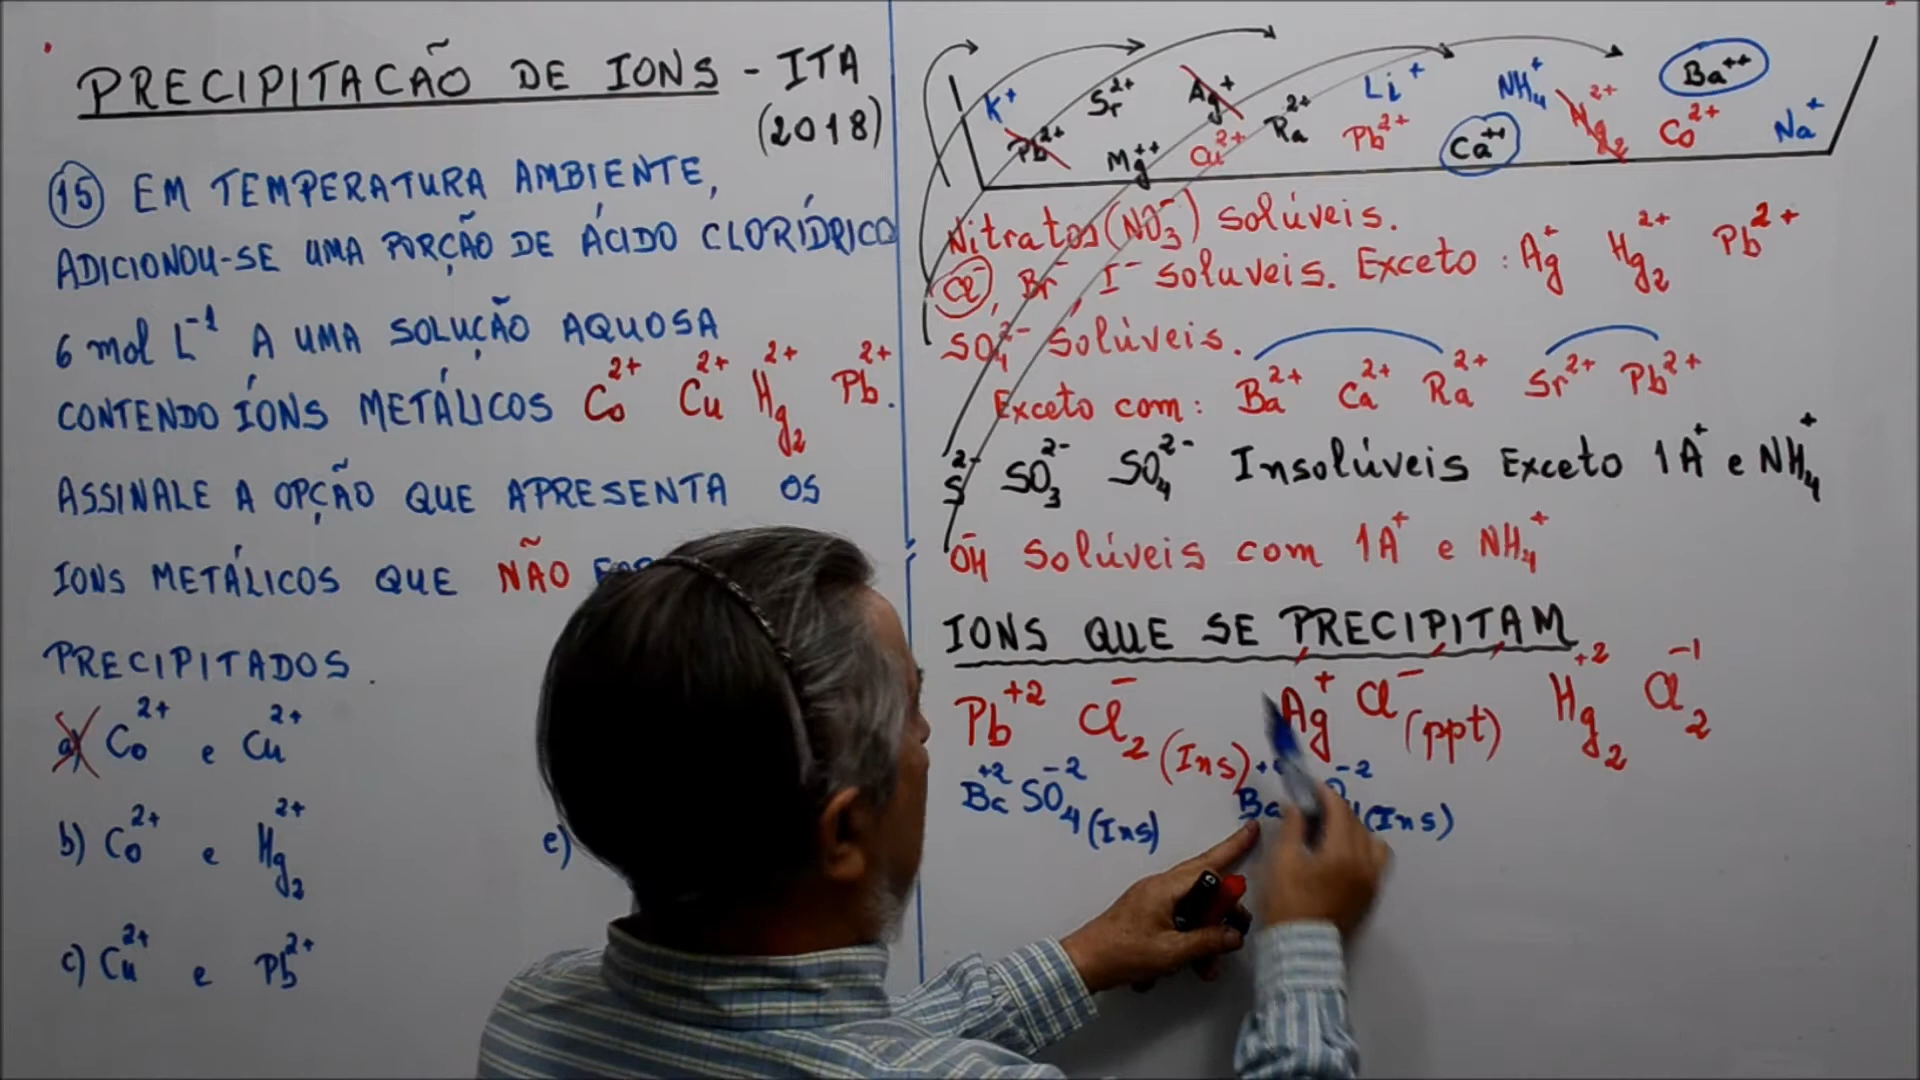 PRECIPITACÃO DE IONS - ITA
(2018)
15 EM TEMPERATURA AMBIENTE,
ADICIONOU-SE UMA PORÇÃO DE ÁCIDO CLORÍDRICO
6 mol L⁻¹ A UMA SOLUÇÃO AQUOSA
CONTENDO ÍONS METÁLICOS Co²⁺ Cu²⁺ Hg₂²⁺ Pb²⁺.
ASSINALE A OPÇÃO QUE APRESENTA OS
IONS METÁLICOS QUE NÃO
PRECIPITADOS.
a) Co²⁺ e Cu²⁺
b) Co²⁺ e Hg₂²⁺
e)
c) Cu²⁺ e Pb²⁺
K⁺ Sr²⁺ Ag⁺ Ra²⁺ Li⁺ NH₄⁺ Hg₂²⁺ Ba⁺⁺
Pb²⁺ Mg⁺⁺ Cu²⁺ Pb²⁺ Ca⁺⁺ Co²⁺ Na⁺
Nitratos (NO₃⁻) solúveis.
Cl⁻, Br⁻, I⁻ soluveis. Exceto: Ag⁺ Hg₂²⁺ Pb²⁺
SO₄²⁻ Solúveis.
Exceto com: Ba²⁺ Ca²⁺ Ra²⁺ Sr²⁺ Pb²⁺
S²⁻ SO₃²⁻ SO₄²⁻ Insolúveis Exceto 1A⁺ e NH₄⁺
OH⁻ Solúveis com 1A⁺ e NH₄⁺
IONS QUE SE PRECIPITAM
Pb⁺² Cl₂⁻ (Ins) Ag⁺ Cl⁻ (ppt) Hg₂⁺² Cl₂⁻¹
SO₄⁻² (Ins) Ba (Ins)